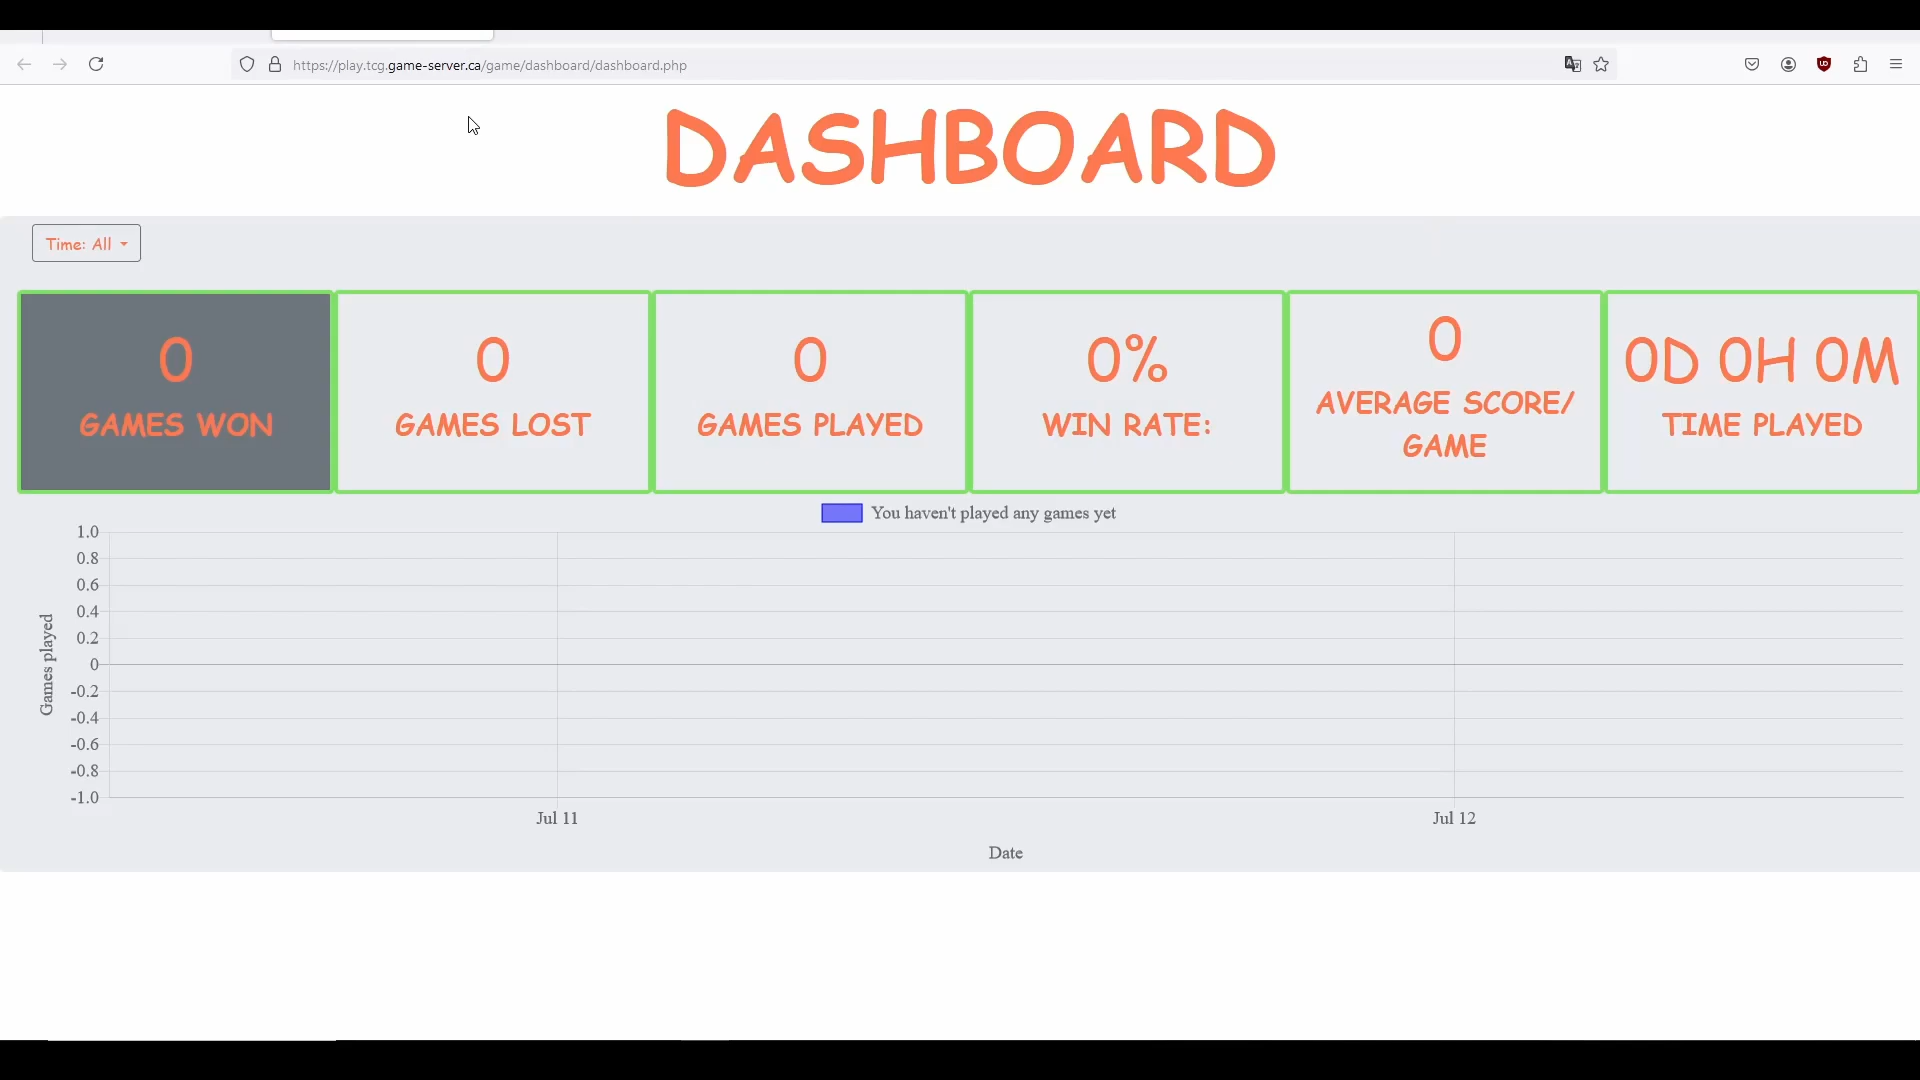 https://play.tcg.game-server.ca/game/dashboard/dashboard.php
DASHBOARD
Time: All
0
GAMES WON
0
GAMES LOST
0
GAMES PLAYED
0%
WIN RATE:
0
AVERAGE SCORE/
GAME
0D 0H 0M
TIME PLAYED
You haven't played any games yet
1.0
0.8
0.6
0.4
0.2
0
-0.2
-0.4
-0.6
-0.8
-1.0
Games played
Jul 11
Jul 12
Date